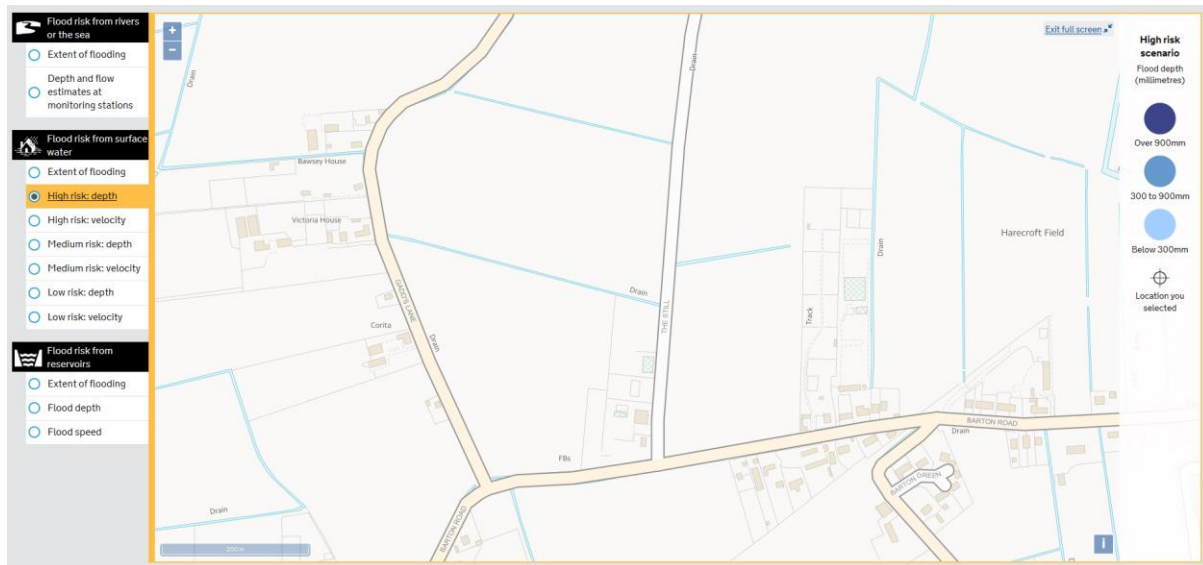 Flood risk from rivers
or the sea
Extent of flooding
Depth and flow
estimates at
monitoring stations
Flood risk from surface
water
Extent of flooding
High risk: depth
High risk: velocity
Medium risk: depth
Medium risk: velocity
Low risk: depth
Low risk: velocity
Flood risk from
reservoirs
Extent of flooding
Flood depth
Flood speed
+
−
Exit full screen
Drain
Drain
Bawsey House
Victoria House
GADD'S LANE
Drain
Corita
Drain
THE STILL
Drain
Track
Harecroft Field
BARTON ROAD
Drain
BARTON GREEN
FBs
BARTON ROAD
Drain
200 m
i
High risk
scenario
Flood depth
(millimetres)
Over 900mm
300 to 900mm
Below 300mm
Location you
selected